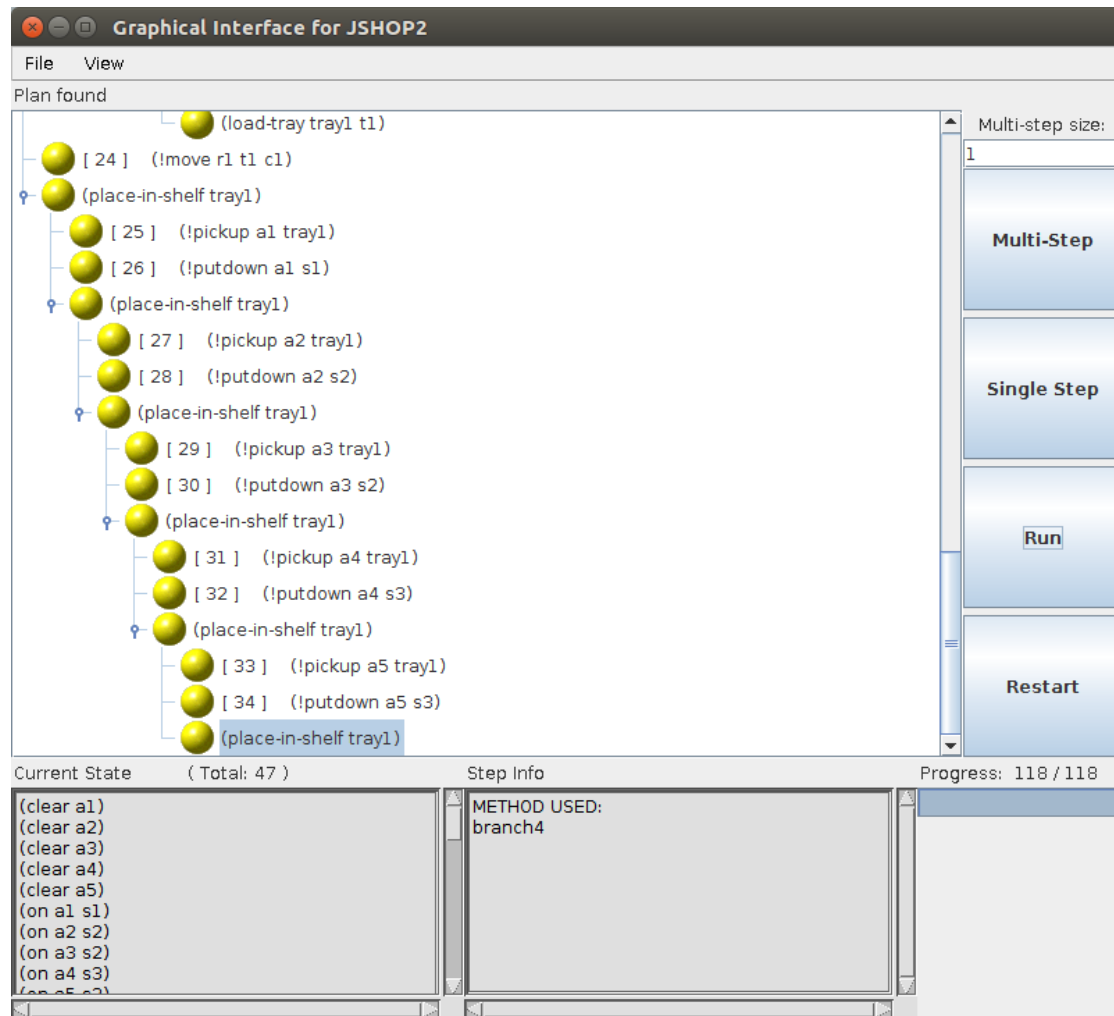 Graphical Interface for JSHOP2
File View
Plan found
(load-tray tray1 t1)
Multi-step size:
[ 24 ] (!move r1 t1 c1)
1
(place-in-shelf tray1)
[ 25 ] (!pickup a1 tray1)
Multi-Step
[ 26 ] (!putdown a1 s1)
(place-in-shelf tray1)
[ 27 ] (!pickup a2 tray1)
[ 28 ] (!putdown a2 s2)
Single Step
(place-in-shelf tray1)
[ 29 ] (!pickup a3 tray1)
[ 30 ] (!putdown a3 s2)
(place-in-shelf tray1)
Run
[ 31 ] (!pickup a4 tray1)
[ 32 ] (!putdown a4 s3)
(place-in-shelf tray1)
[ 33 ] (!pickup a5 tray1)
Restart
[ 34 ] (!putdown a5 s3)
(place-in-shelf tray1)
Current State ( Total: 47 ) Step Info Progress: 118 / 118
(clear a1)
(clear a2)
(clear a3)
(clear a4)
(clear a5)
(on a1 s1)
(on a2 s2)
(on a3 s2)
(on a4 s3)
METHOD USED:
branch4